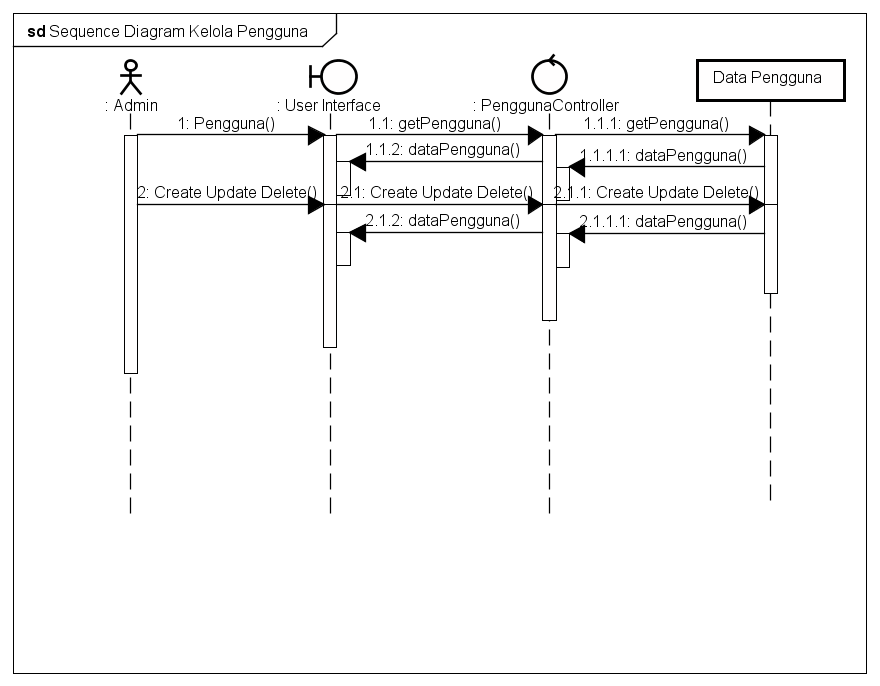 sd Sequence Diagram Kelola Pengguna
: Admin
: User Interface
: PenggunaController
Data Pengguna
1: Pengguna()
1.1: getPengguna()
1.1.1: getPengguna()
1.1.2: dataPengguna()
1.1.1.1: dataPengguna()
2: Create Update Delete()
2.1: Create Update Delete()
2.1.1: Create Update Delete()
2.1.2: dataPengguna()
2.1.1.1: dataPengguna()